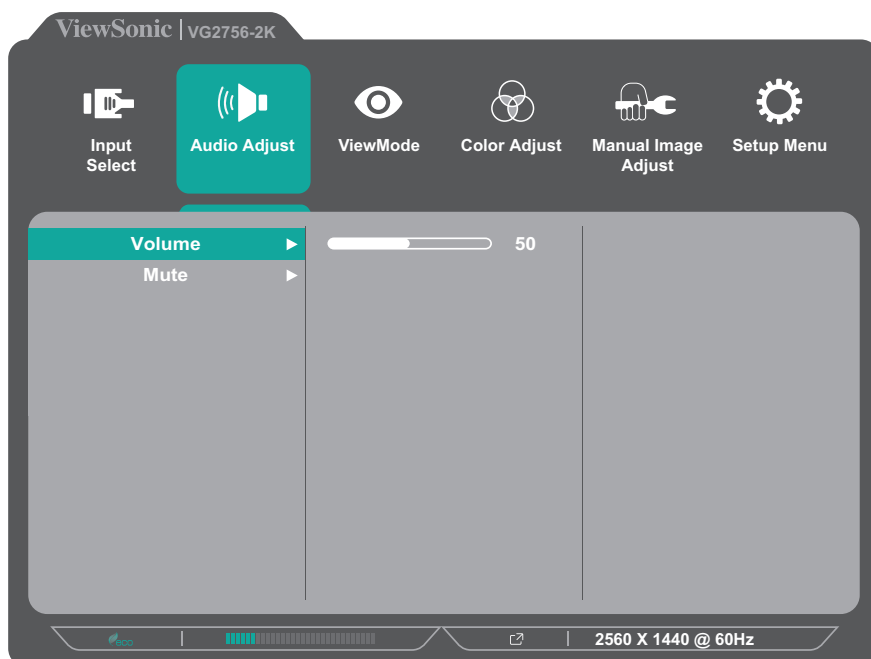 ViewSonic | VG2756-2K
Input Select
Audio Adjust
ViewMode
Color Adjust
Manual Image Adjust
Setup Menu
Volume
50
Mute
eco
2560 X 1440 @ 60Hz